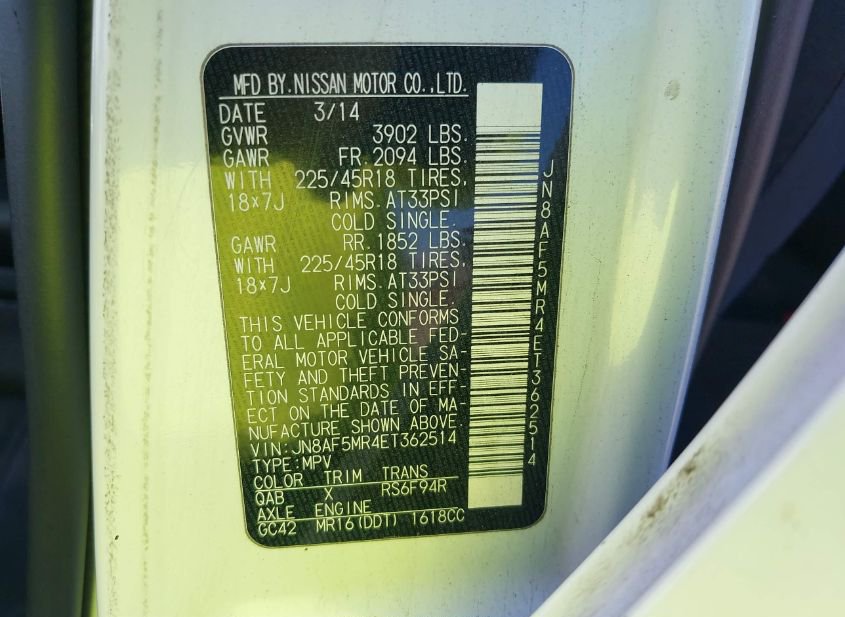 MFD BY.NISSAN MOTOR CO.,LTD.
DATE 3/14
GVWR 3902 LBS.
GAWR FR. 2094 LBS.
WITH 225/45R18 TIRES,
18×7J RIMS. AT33PSI
COLD SINGLE.
GAWR RR. 1852 LBS.
WITH 225/45R18 TIRES,
18×7J RIMS. AT33PSI
COLD SINGLE.
THIS VEHICLE CONFORMS
TO ALL APPLICABLE FED-
ERAL MOTOR VEHICLE SA-
FETY AND THEFT PREVEN-
TION STANDARDS IN EFF-
ECT ON THE DATE OF MA-
NUFACTURE SHOWN ABOVE.
VIN:JN8AF5MR4ET362514
TYPE:MPV
COLOR TRIM TRANS
QAB X RS6F94R
AXLE ENGINE
GC42 MR16(DDT) 1618CC
JN8AF5MR4ET362514